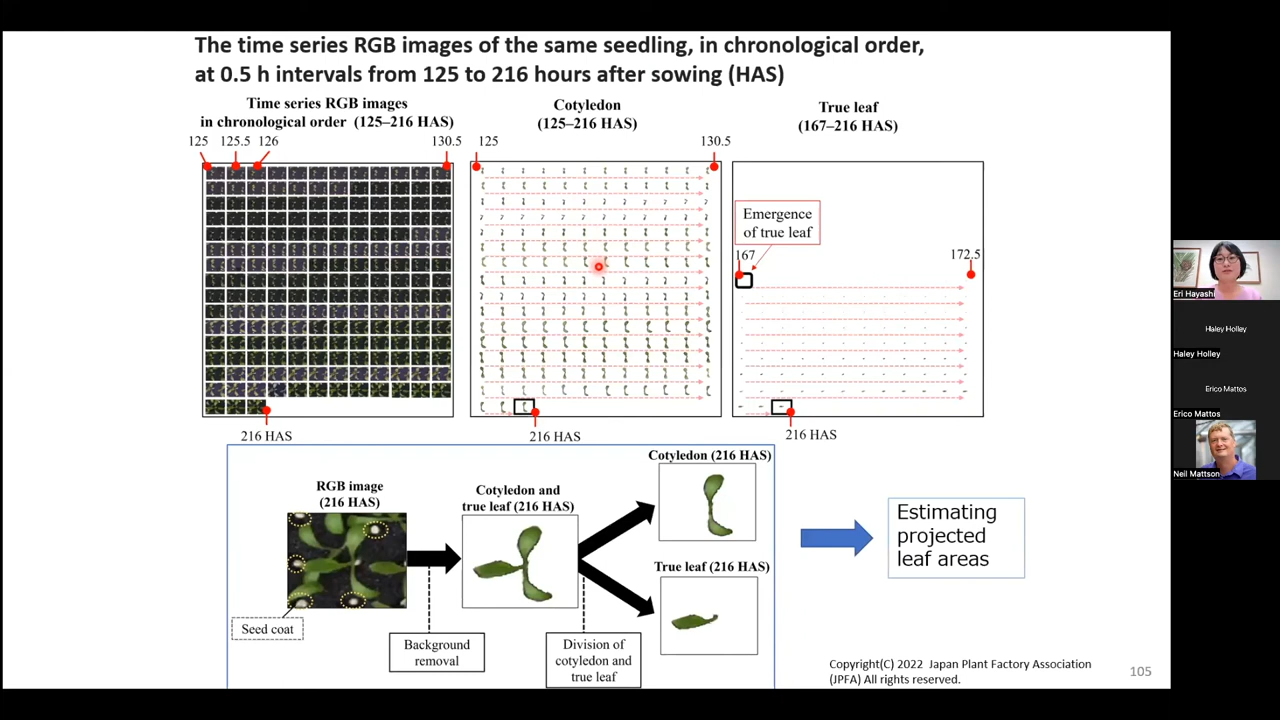 The time series RGB images of the same seedling, in chronological order,
at 0.5 h intervals from 125 to 216 hours after sowing (HAS)
Time series RGB images
in chronological order (125–216 HAS)
125
125.5
126
130.5
216 HAS
Cotyledon
(125–216 HAS)
125
130.5
216 HAS
True leaf
(167–216 HAS)
Emergence
of true leaf
167
172.5
216 HAS
RGB image
(216 HAS)
Seed coat
Background
removal
Cotyledon and
true leaf (216 HAS)
Division of
cotyledon and
true leaf
Cotyledon (216 HAS)
True leaf (216 HAS)
Estimating
projected
leaf areas
Copyright(C) 2022 Japan Plant Factory Association
(JPFA) All rights reserved.
105
Eri Hayashi
Haley Holley
Haley Holley
Erico Mattos
Erico Mattos
Neil Mattson